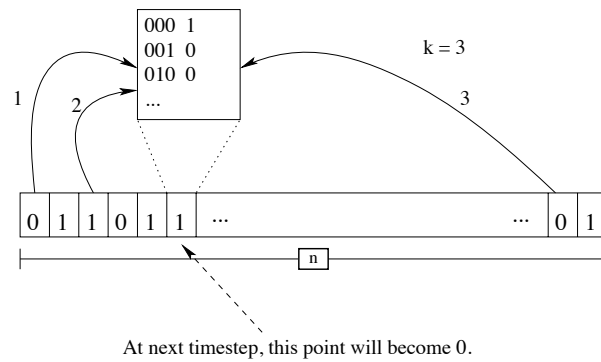 000 1
001 0
010 0
...
k = 3
1
2
3
0 1 1 0 1 1 ... ... 0 1
n
At next timestep, this point will become 0.